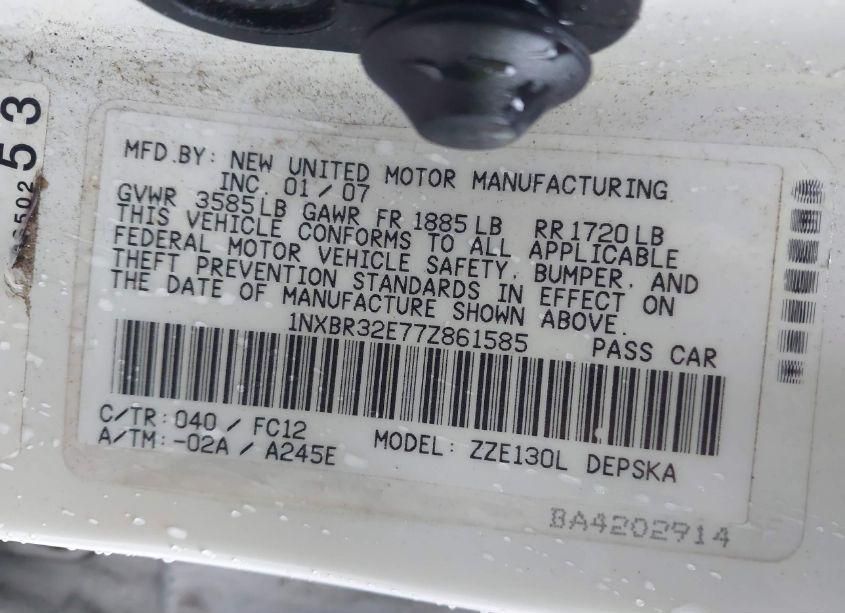 MFD.BY: NEW UNITED MOTOR MANUFACTURING
INC. 01/07
GVWR 3585LB GAWR FR 1885LB RR1720LB
THIS VEHICLE CONFORMS TO ALL APPLICABLE
FEDERAL MOTOR VEHICLE SAFETY, BUMPER, AND
THEFT PREVENTION STANDARDS IN EFFECT ON
THE DATE OF MANUFACTURE SHOWN ABOVE.
1NXBR32E77Z861585 PASS CAR
C/TR: 040 / FC12
A/TM: -02A / A245E MODEL: ZZE130L DEPSKA
BA4202914
53